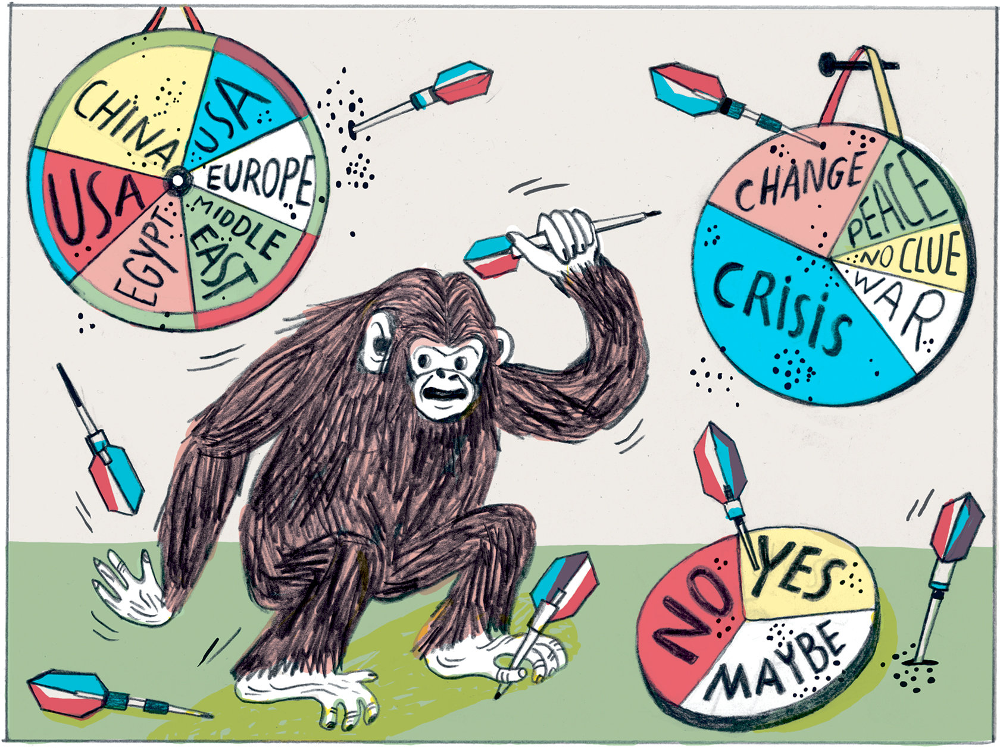 CHINA
USA
EUROPE
MIDDLE
EAST
EGYPT
USA
CHANGE
PEACE
NO CLUE
WAR
CRISIS
NO
YES
MAYBE